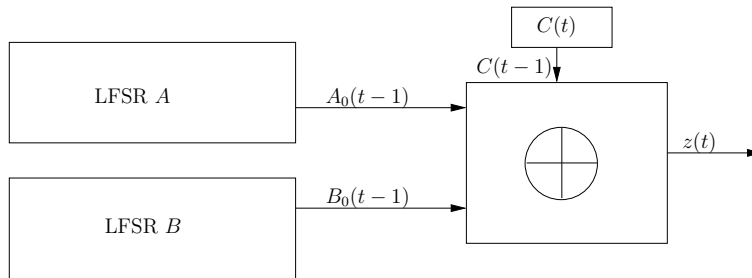 C(t)
C(t − 1)
LFSR A
A₀(t − 1)
z(t)
B₀(t − 1)
LFSR B